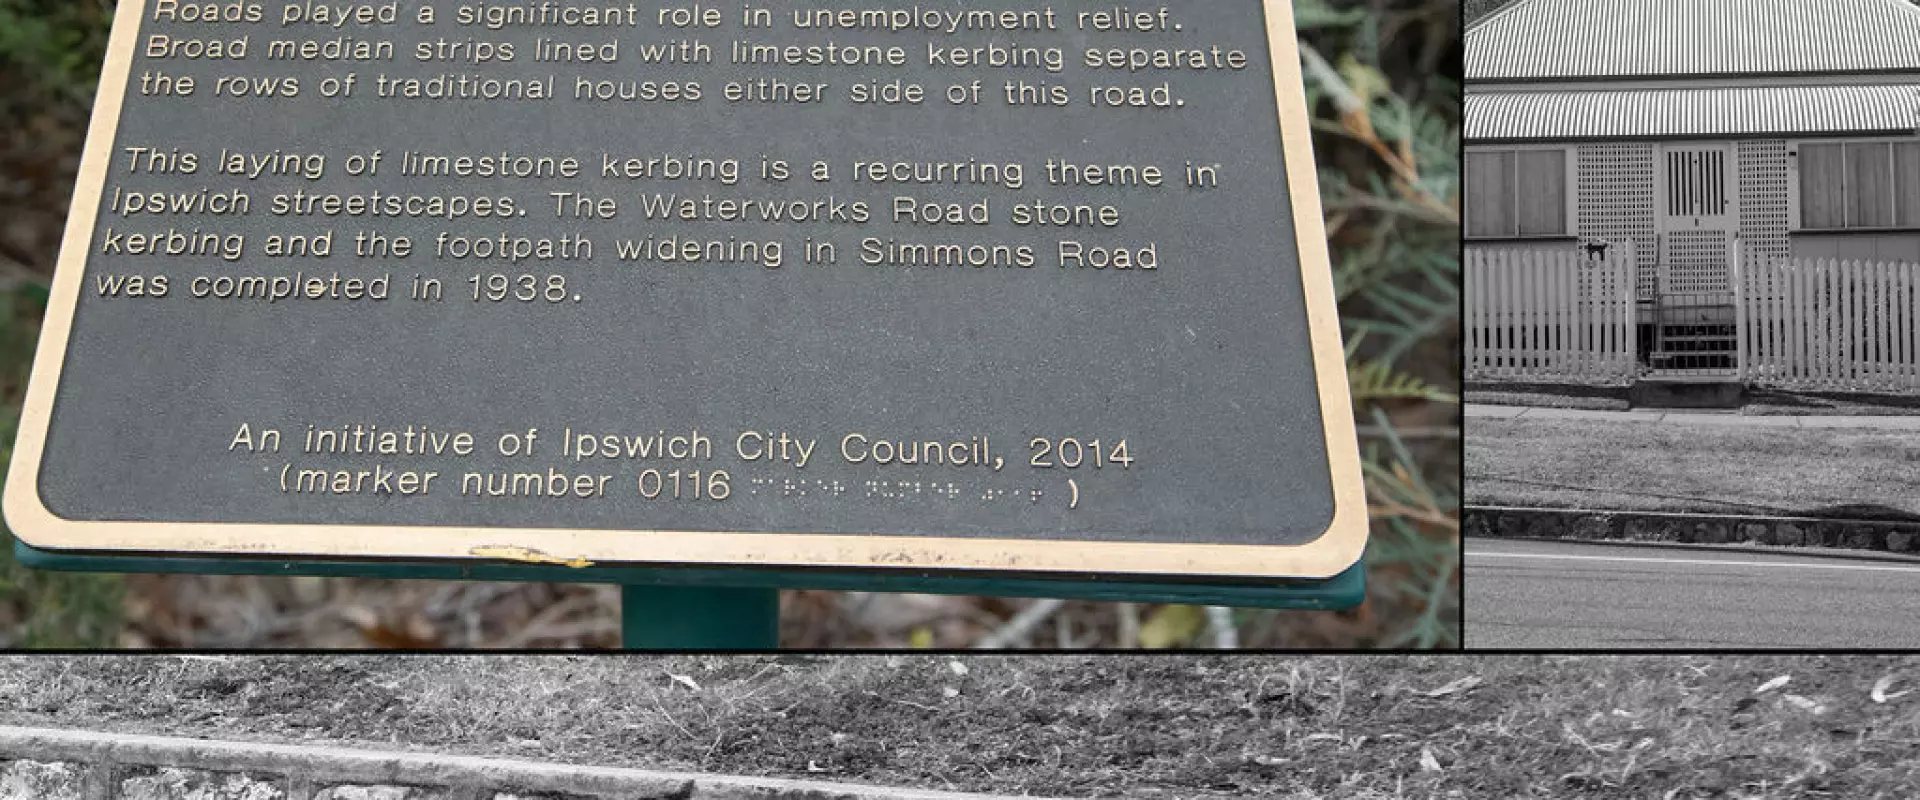 Roads played a significant role in unemployment relief.
Broad median strips lined with limestone kerbing separate
the rows of traditional houses either side of this road.
This laying of limestone kerbing is a recurring theme in
Ipswich streetscapes. The Waterworks Road stone
kerbing and the footpath widening in Simmons Road
was completed in 1938.
An initiative of Ipswich City Council, 2014
(marker number 0116 )